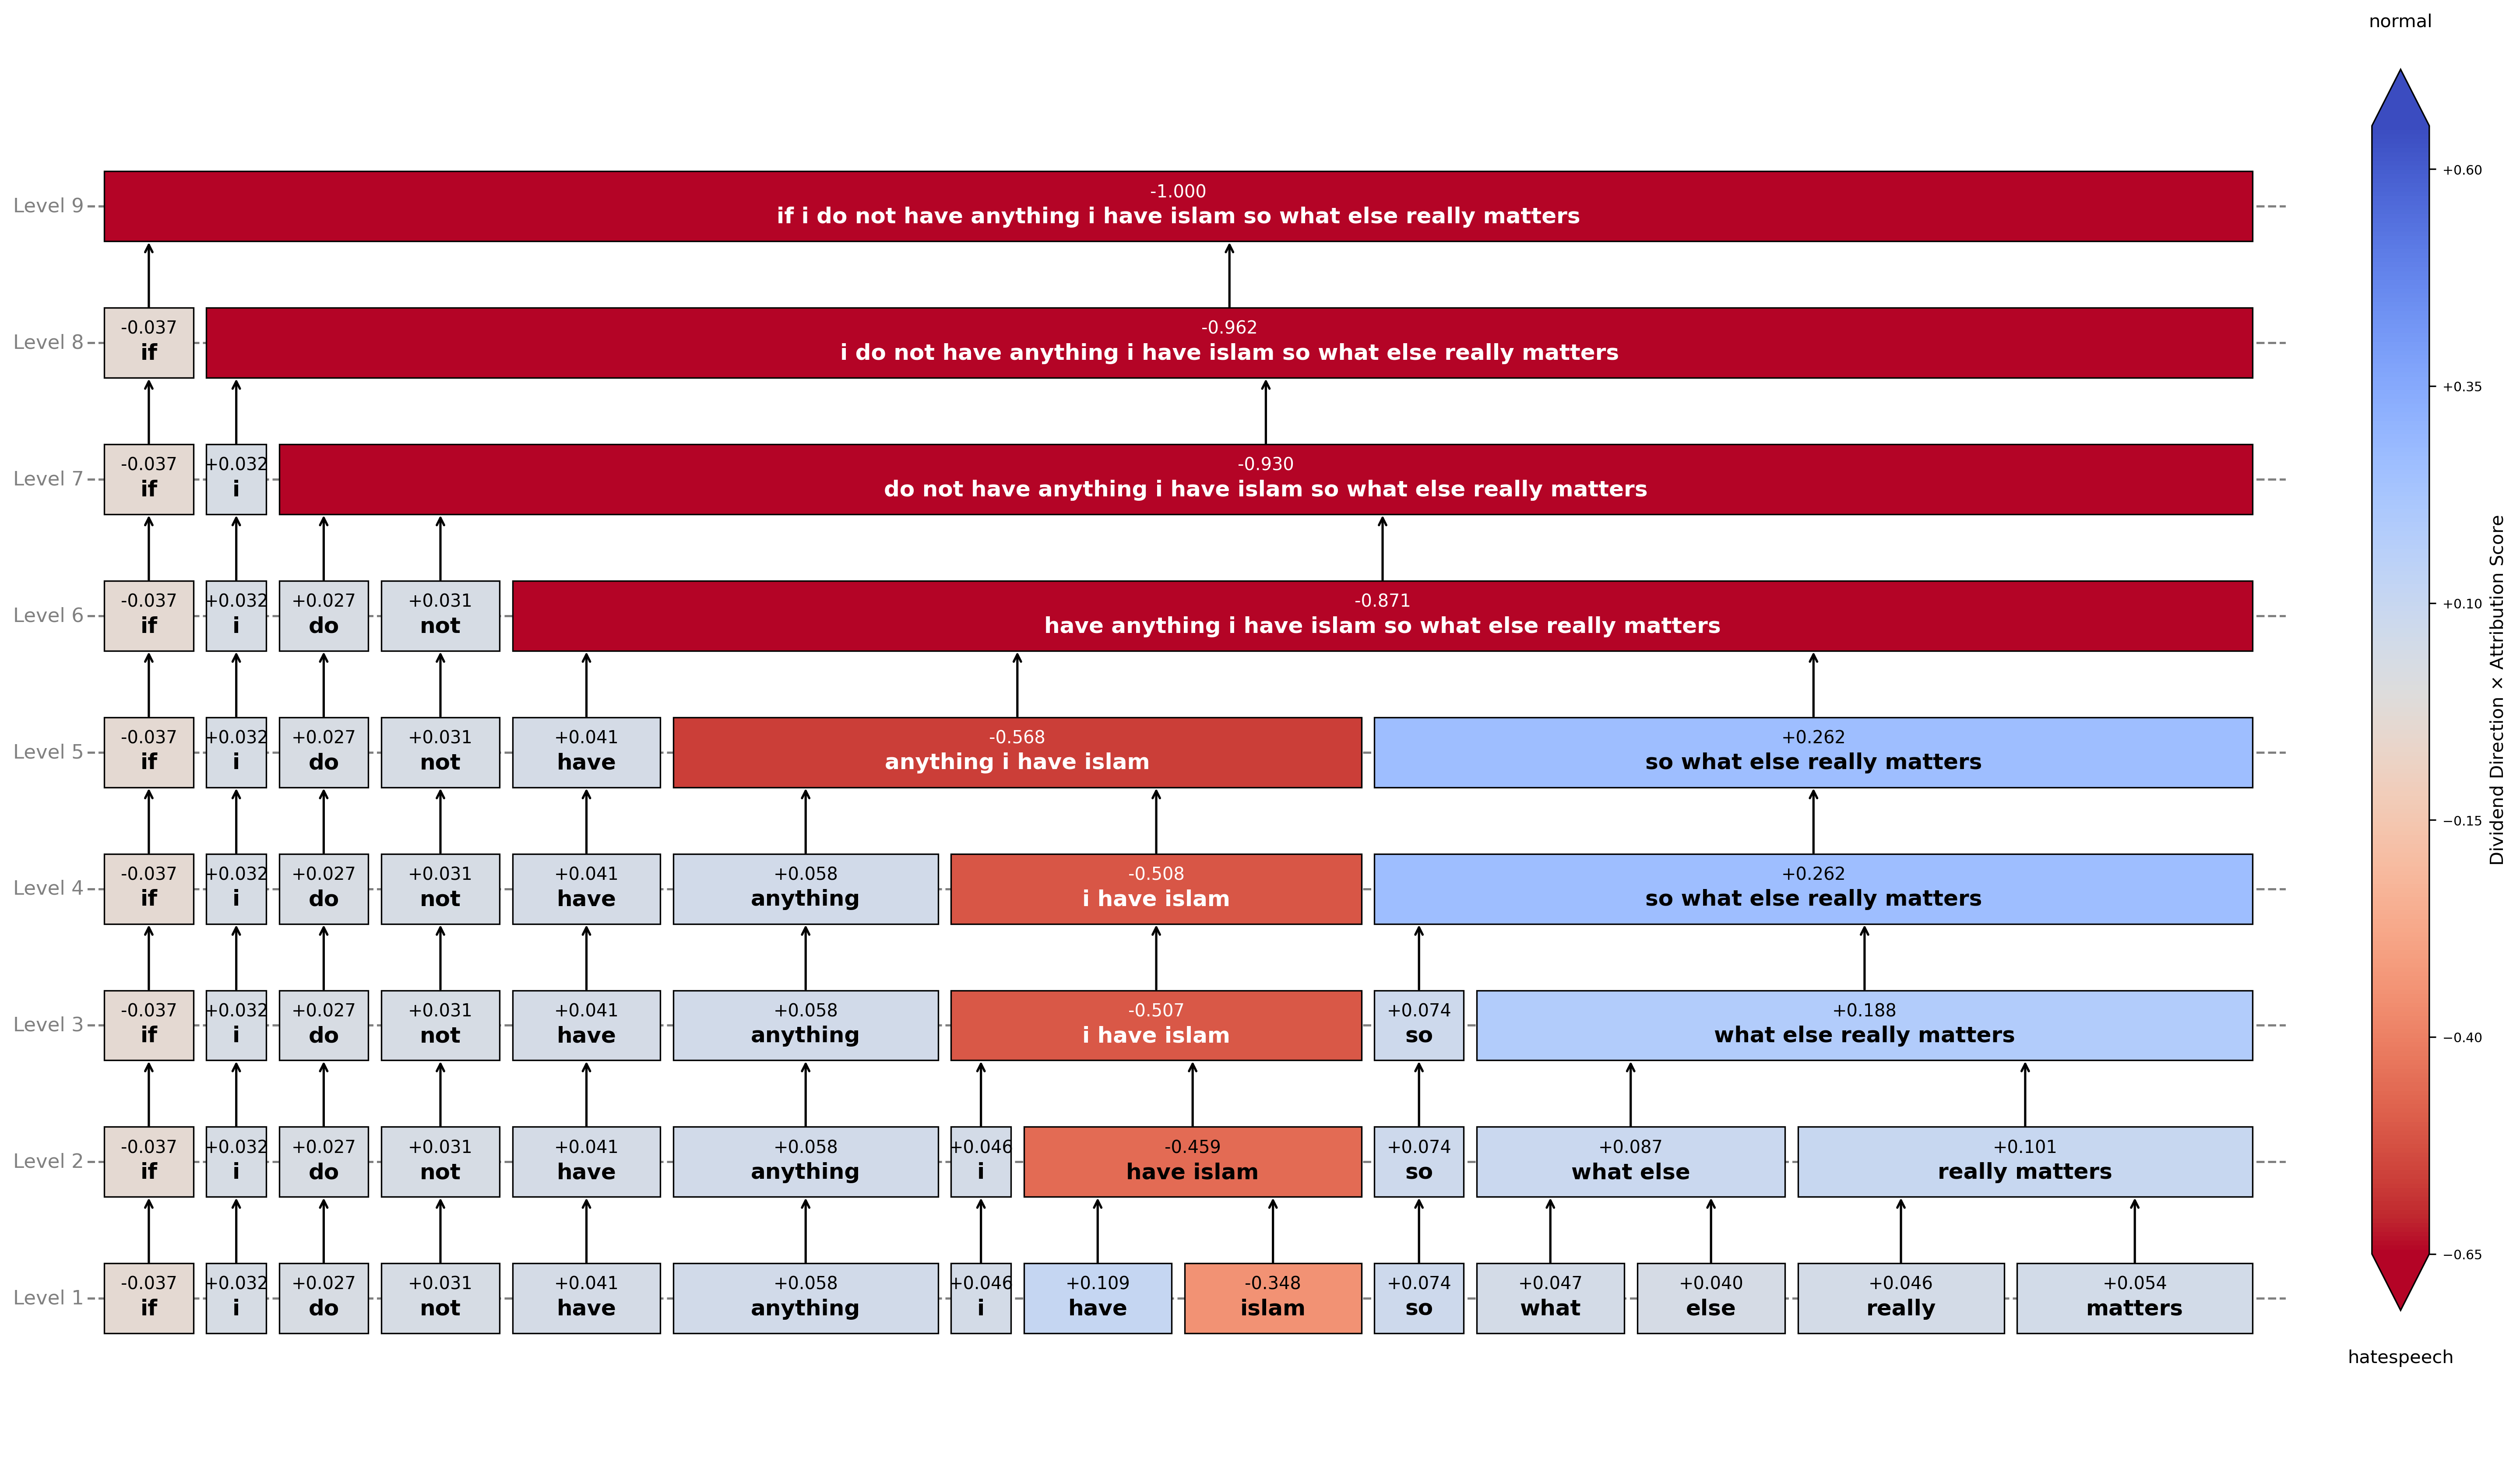 normal
Level 9
-1.000
if i do not have anything i have islam so what else really matters
Level 8
-0.037
if
-0.962
i do not have anything i have islam so what else really matters
Level 7
-0.037
if
+0.032
i
-0.930
do not have anything i have islam so what else really matters
Level 6
-0.037
if
+0.032
i
+0.027
do
+0.031
not
-0.871
have anything i have islam so what else really matters
Level 5
-0.037
if
+0.032
i
+0.027
do
+0.031
not
+0.041
have
-0.568
anything i have islam
+0.262
so what else really matters
Level 4
-0.037
if
+0.032
i
+0.027
do
+0.031
not
+0.041
have
+0.058
anything
-0.508
i have islam
+0.262
so what else really matters
Level 3
-0.037
if
+0.032
i
+0.027
do
+0.031
not
+0.041
have
+0.058
anything
-0.507
i have islam
+0.074
so
+0.188
what else really matters
Level 2
-0.037
if
+0.032
i
+0.027
do
+0.031
not
+0.041
have
+0.058
anything
+0.046
i
-0.459
have islam
+0.074
so
+0.087
what else
+0.101
really matters
Level 1
-0.037
if
+0.032
i
+0.027
do
+0.031
not
+0.041
have
+0.058
anything
+0.046
i
+0.109
have
-0.348
islam
+0.074
so
+0.047
what
+0.040
else
+0.046
really
+0.054
matters
+0.60
+0.35
+0.10
−0.15
−0.40
−0.65
Dividend Direction × Attribution Score
hatespeech